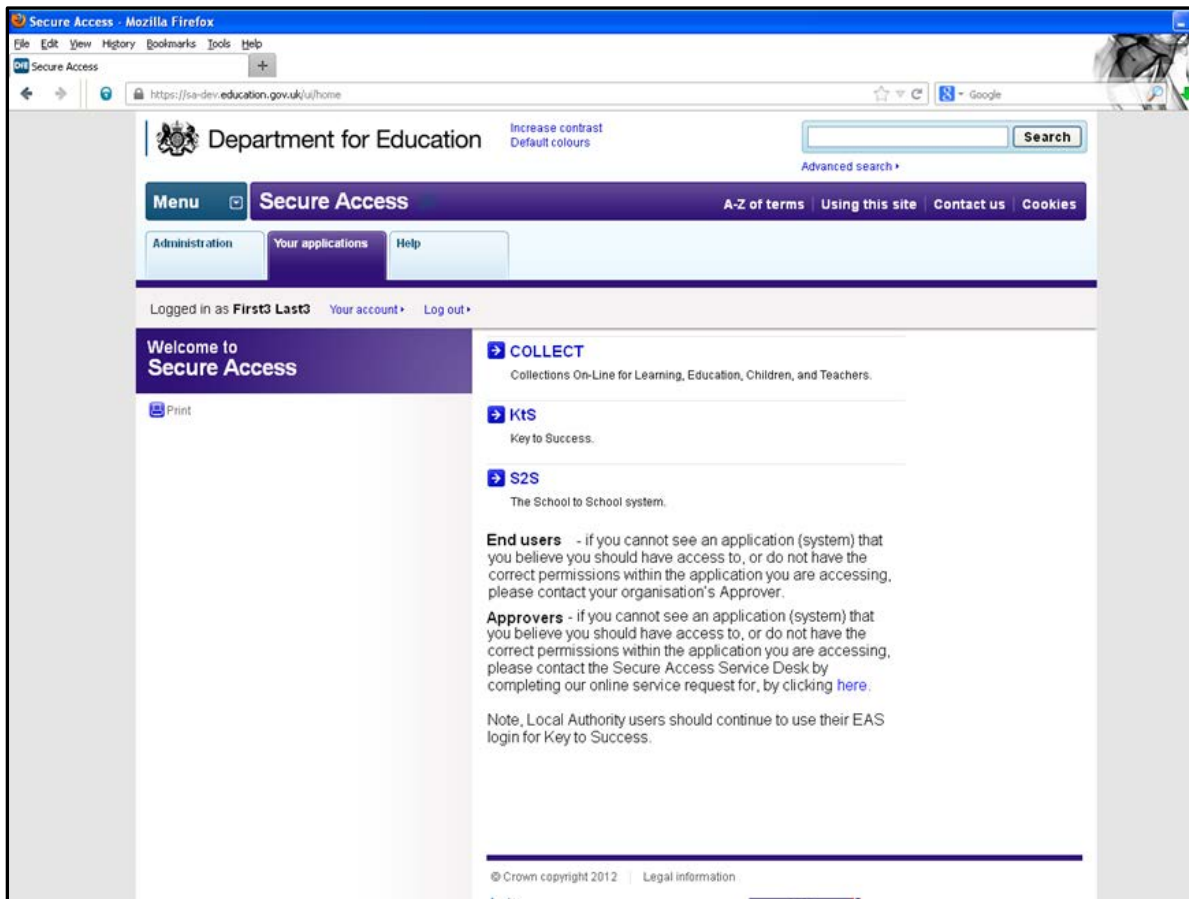 Secure Access - Mozilla Firefox
File Edit View History Bookmarks Tools Help
DfE Secure Access +
https://sa-dev.education.gov.uk/ui/home
Google
Department for Education
Increase contrast
Default colours
Search
Advanced search
Menu
Secure Access
A-Z of terms
Using this site
Contact us
Cookies
Administration
Your applications
Help
Logged in as First3 Last3 Your account Log out
Welcome to
Secure Access
Print
COLLECT
Collections On-Line for Learning, Education, Children, and Teachers.
KtS
Key to Success.
S2S
The School to School system.
End users - if you cannot see an application (system) that
you believe you should have access to, or do not have the
correct permissions within the application you are accessing,
please contact your organisation's Approver.
Approvers - if you cannot see an application (system) that
you believe you should have access to, or do not have the
correct permissions within the application you are accessing,
please contact the Secure Access Service Desk by
completing our online service request for, by clicking here.
Note, Local Authority users should continue to use their EAS
login for Key to Success.
© Crown copyright 2012 Legal information